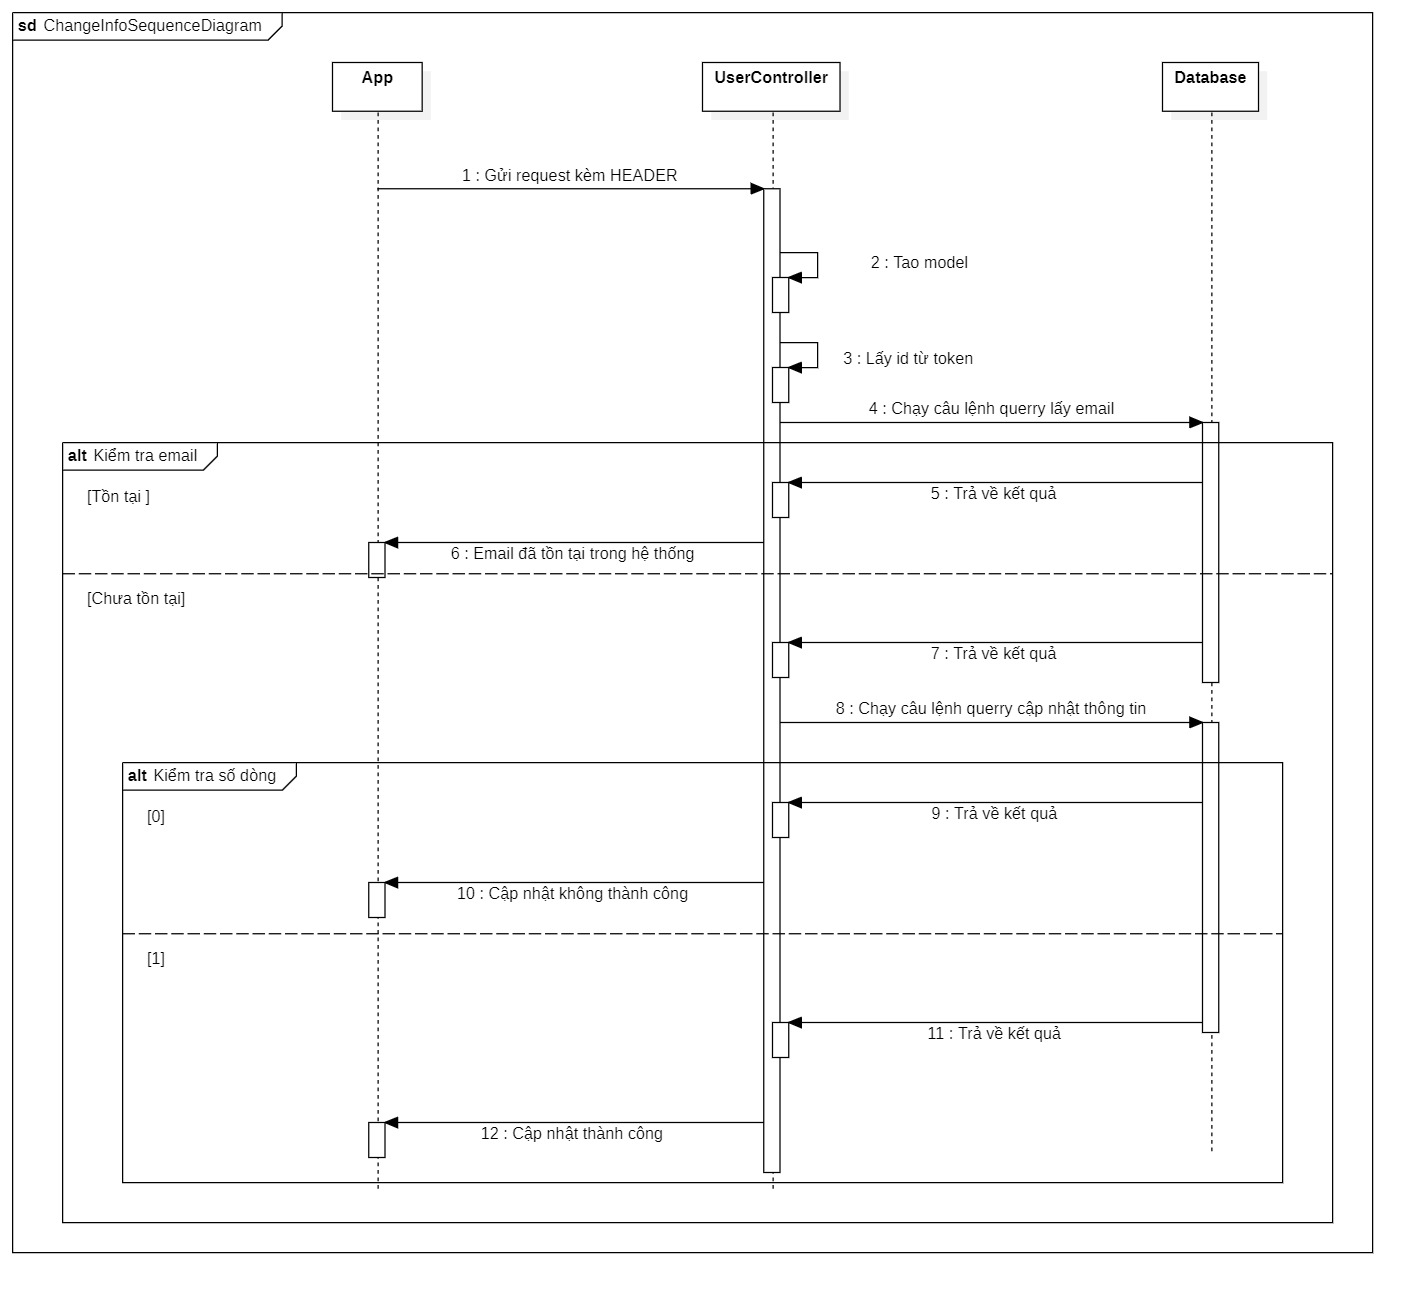 sd ChangeInfoSequenceDiagram
App
UserController
Database
1 : Gửi request kèm HEADER
2 : Tao model
3 : Lấy id từ token
4 : Chạy câu lệnh querry lấy email
alt Kiểm tra email
[Tồn tại ]
5 : Trả về kết quả
6 : Email đã tồn tại trong hệ thống
[Chưa tồn tại]
7 : Trả về kết quả
8 : Chạy câu lệnh querry cập nhật thông tin
alt Kiểm tra số dòng
[0]
9 : Trả về kết quả
10 : Cập nhật không thành công
[1]
11 : Trả về kết quả
12 : Cập nhật thành công